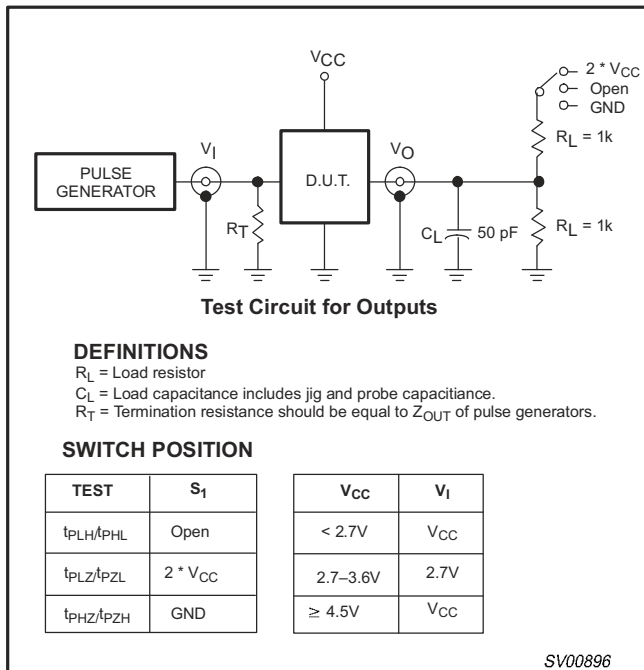 VCC
2 * VCC
Open
GND
VI
VO
RL = 1k
PULSE
GENERATOR
D.U.T.
RT
CL
50 pF
RL = 1k
Test Circuit for Outputs
DEFINITIONS
RL = Load resistor
CL = Load capacitance includes jig and probe capacitiance.
RT = Termination resistance should be equal to ZOUT of pulse generators.
SWITCH POSITION
TEST S1
tPLH/tPHL Open
tPLZ/tPZL 2 * VCC
tPHZ/tPZH GND
VCC VI
< 2.7V VCC
2.7–3.6V 2.7V
≥ 4.5V VCC
SV00896